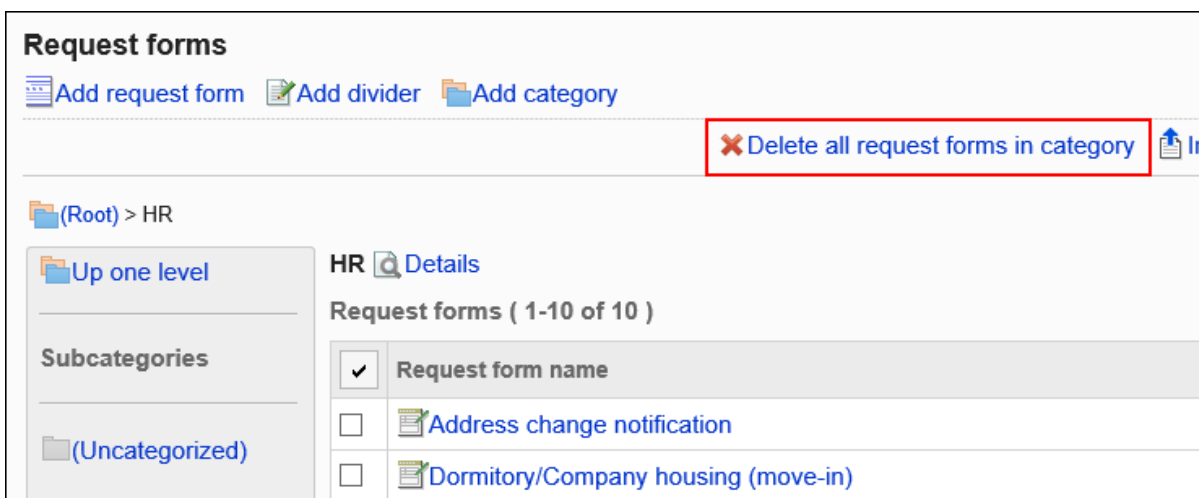 Request forms
Add request form Add divider Add category
Delete all request forms in category
(Root) > HR
Up one level
HR Details
Request forms ( 1-10 of 10 )
Subcategories
Request form name
Address change notification
(Uncategorized)
Dormitory/Company housing (move-in)